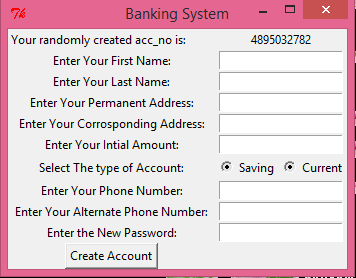 Banking System
Your randomly created acc_no is: 4895032782
Enter Your First Name:
Enter Your Last Name:
Enter Your Permanent Address:
Enter Your Corrosponding Address:
Enter Your Intial Amount:
Select The type of Account: Saving Current
Enter Your Phone Number:
Enter Your Alternate Phone Number:
Enter the New Password:
Create Account